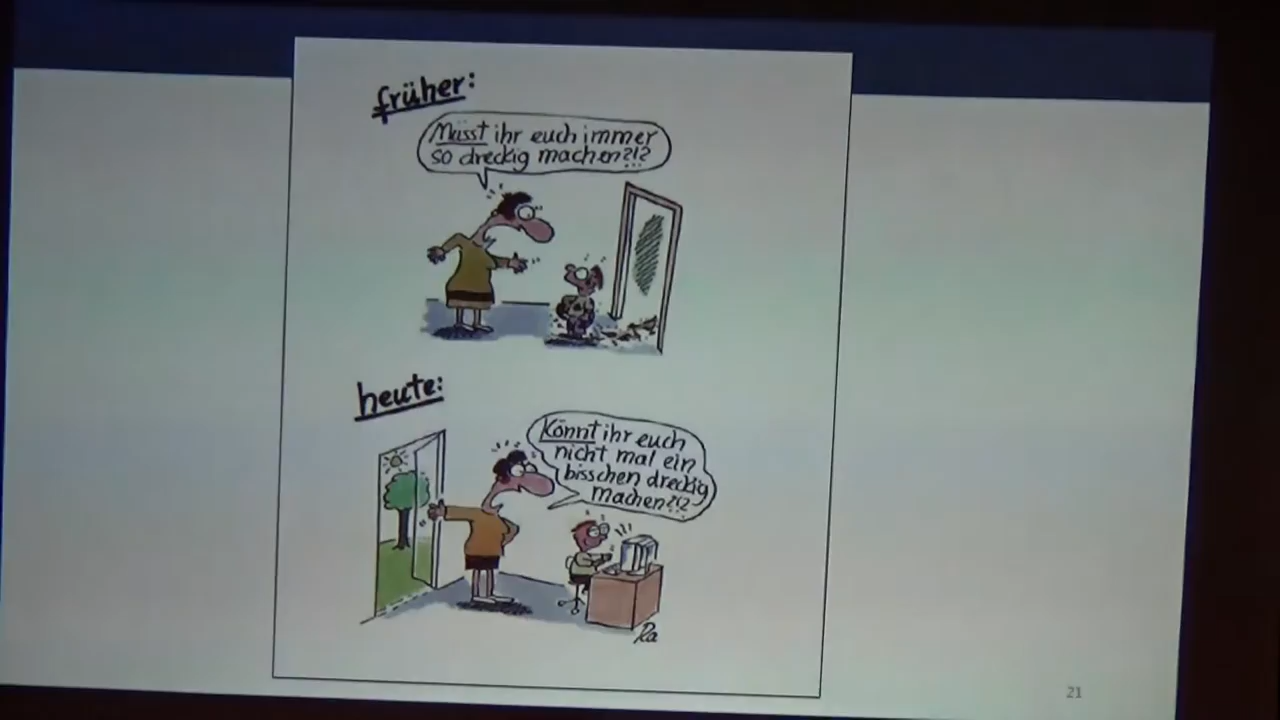 früher:
Müsst ihr euch immer
so dreckig machen?!?
heute:
Könnt ihr euch
nicht mal ein
bisschen dreckig
machen?!?
Ra
21